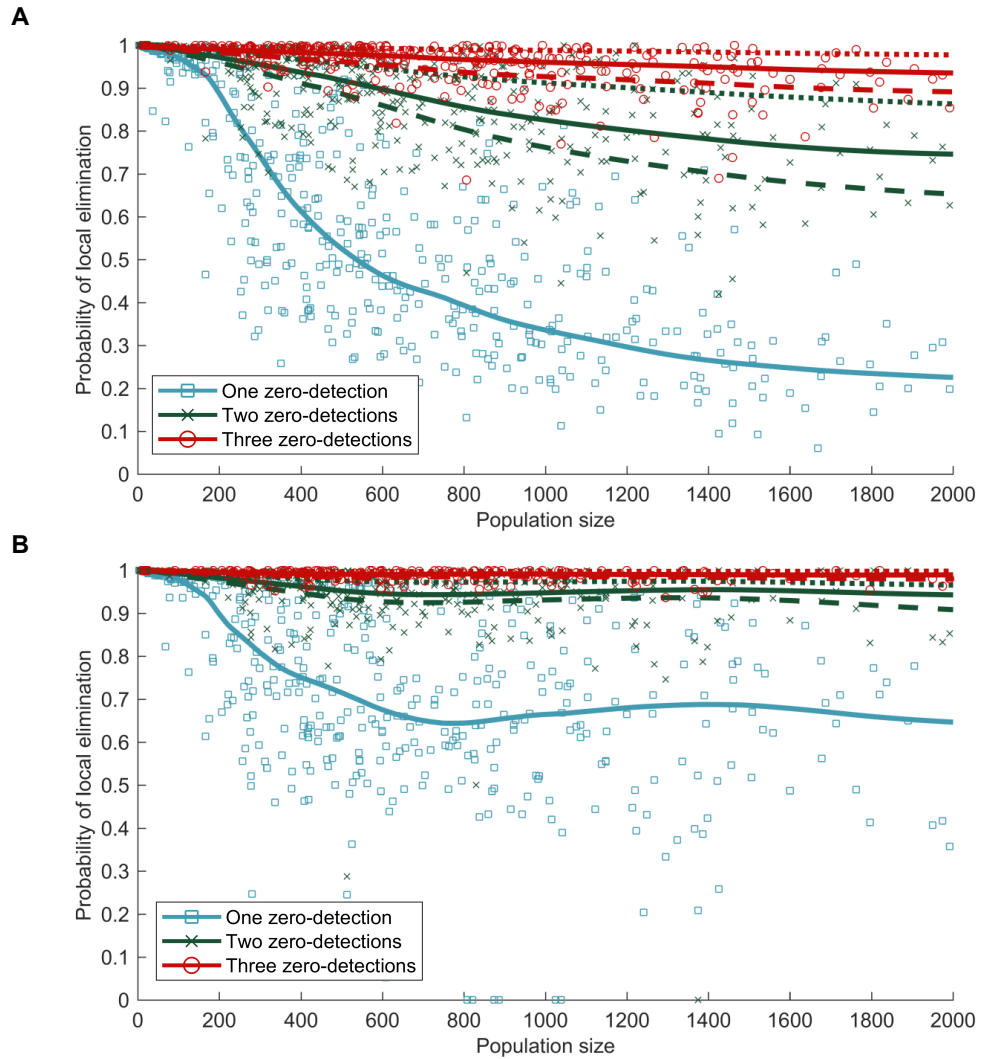 A
1
0.9
0.8
0.7
0.6
0.5
0.4
0.3
0.2
0.1
0
Probability of local elimination
One zero-detection
Two zero-detections
Three zero-detections
0 200 400 600 800 1000 1200 1400 1600 1800 2000
Population size
B
1
0.9
0.8
0.7
0.6
0.5
0.4
0.3
0.2
0.1
0
Probability of local elimination
One zero-detection
Two zero-detections
Three zero-detections
0 200 400 600 800 1000 1200 1400 1600 1800 2000
Population size